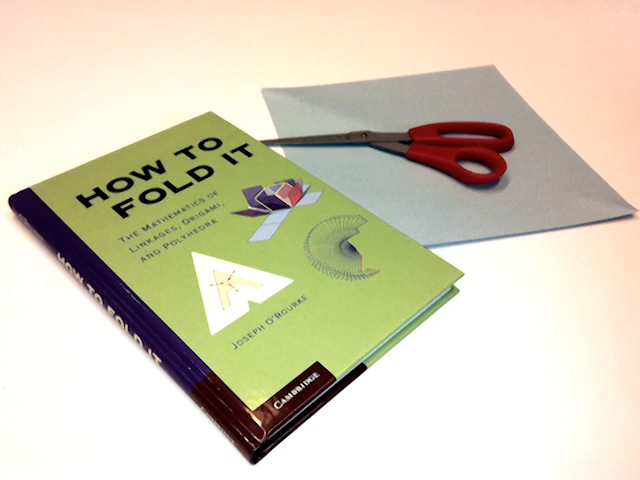 HOW TO
FOLD IT
THE MATHEMATICS OF
LINKAGES, ORIGAMI,
AND POLYHEDRA
JOSEPH O'ROURKE
CAMBRIDGE
HOW TO FOLD IT